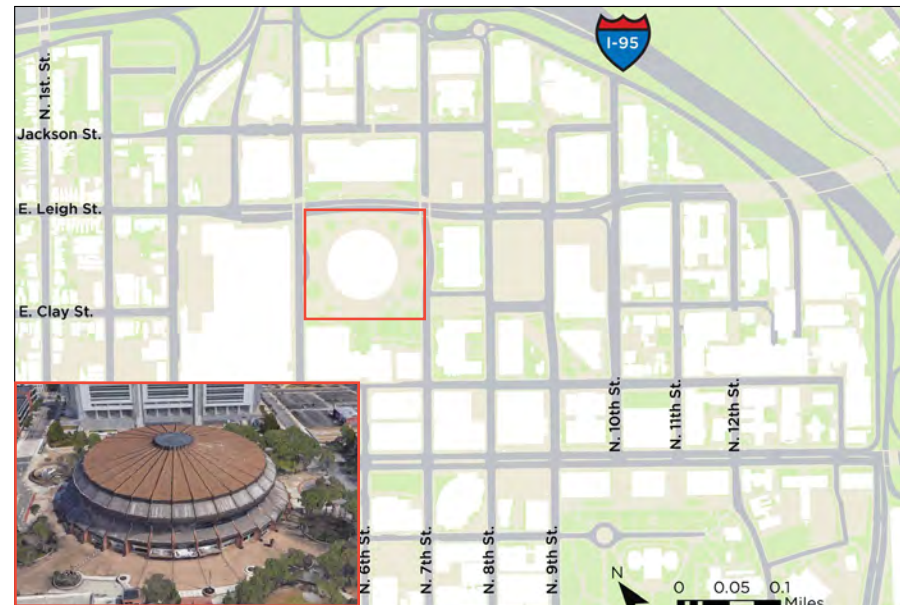 I-95
N. 1st. St.
Jackson St.
E. Leigh St.
E. Clay St.
N. 10th St.
N. 11th St.
N. 12th St.
N. 6th St.
N. 7th St.
N. 8th St.
N. 9th St.
N
0 0.05 0.1
Miles